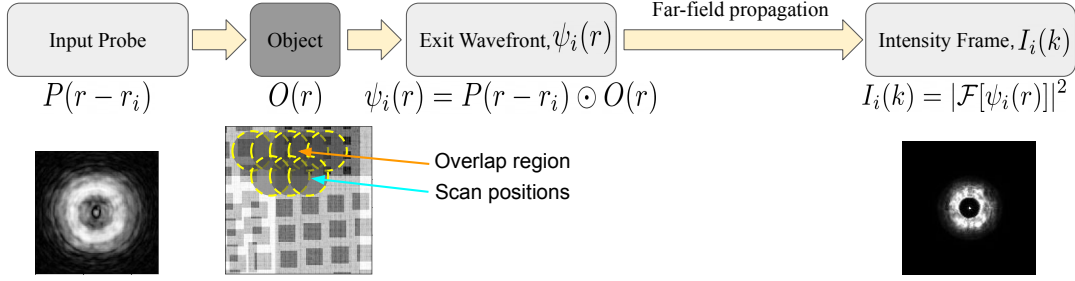 Far-field propagation
Input Probe
Object
Exit Wavefront, ψ_i(r)
Intensity Frame, I_i(k)
P(r − r_i)
O(r)
ψ_i(r) = P(r − r_i) ⊙ O(r)
I_i(k) = |ℱ[ψ_i(r)]|²
Overlap region
Scan positions